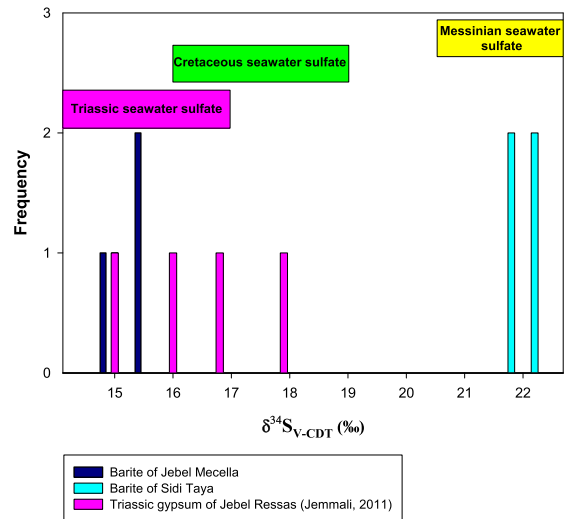 3
Messinian seawater
sulfate
Cretaceous seawater sulfate
Triassic seawater sulfate
2
Frequency
1
0
15 16 17 18 19 20 21 22
δ³⁴S_V-CDT (‰)
Barite of Jebel Mecella
Barite of Sidi Taya
Triassic gypsum of Jebel Ressas (Jemmali, 2011)